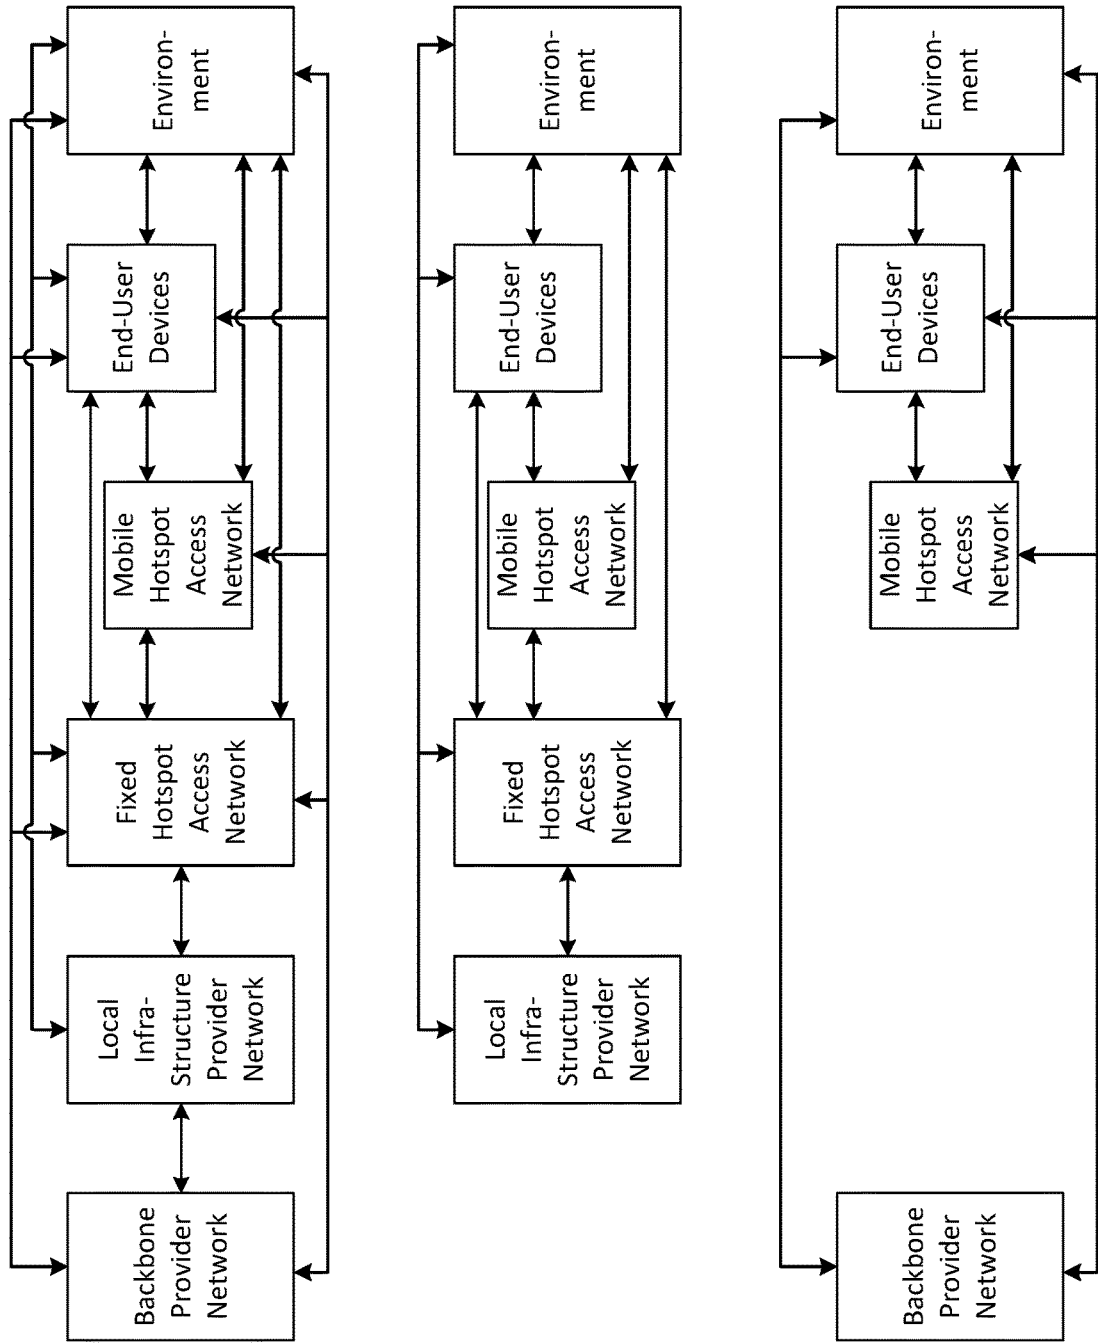 Backbone
Provider
Network
Local
Infra-
Structure
Provider
Network
Fixed
Hotspot
Access
Network
Mobile
Hotspot
Access
Network
End-User
Devices
Environ-
ment
Local
Infra-
Structure
Provider
Network
Fixed
Hotspot
Access
Network
Mobile
Hotspot
Access
Network
End-User
Devices
Environ-
ment
Backbone
Provider
Network
Mobile
Hotspot
Access
Network
End-User
Devices
Environ-
ment